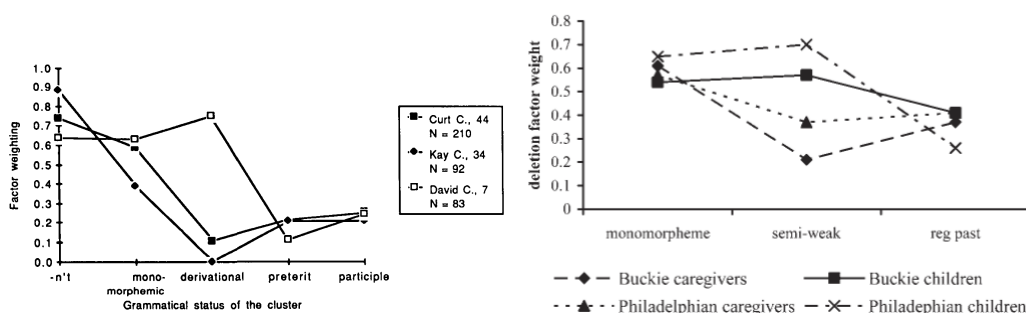 Factor weighting
1.0
0.9
0.8
0.7
0.6
0.5
0.4
0.3
0.2
0.1
0.0
-n't
mono-
morphemic
derivational
preterit
participle
Grammatical status of the cluster
Curt C., 44
N = 210
Kay C., 34
N = 92
David C., 7
N = 83
deletion factor weight
0.8
0.7
0.6
0.5
0.4
0.3
0.2
0.1
0
monomorpheme semi-weak reg past
Buckie caregivers Buckie children
Philadelphian caregivers Philadephian children